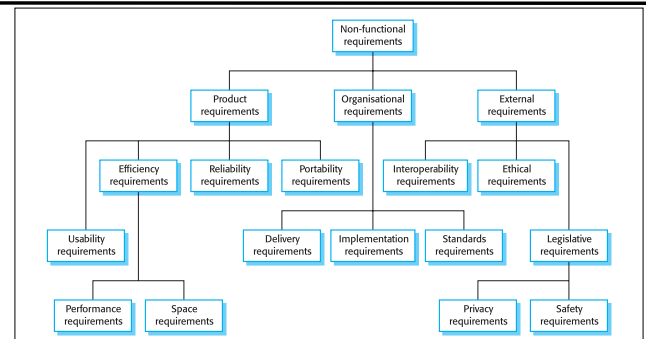 Non-functional
requirements
Product
requirements
Organisational
requirements
External
requirements
Efficiency
requirements
Reliability
requirements
Portability
requirements
Interoperability
requirements
Ethical
requirements
Usability
requirements
Delivery
requirements
Implementation
requirements
Standards
requirements
Legislative
requirements
Performance
requirements
Space
requirements
Privacy
requirements
Safety
requirements